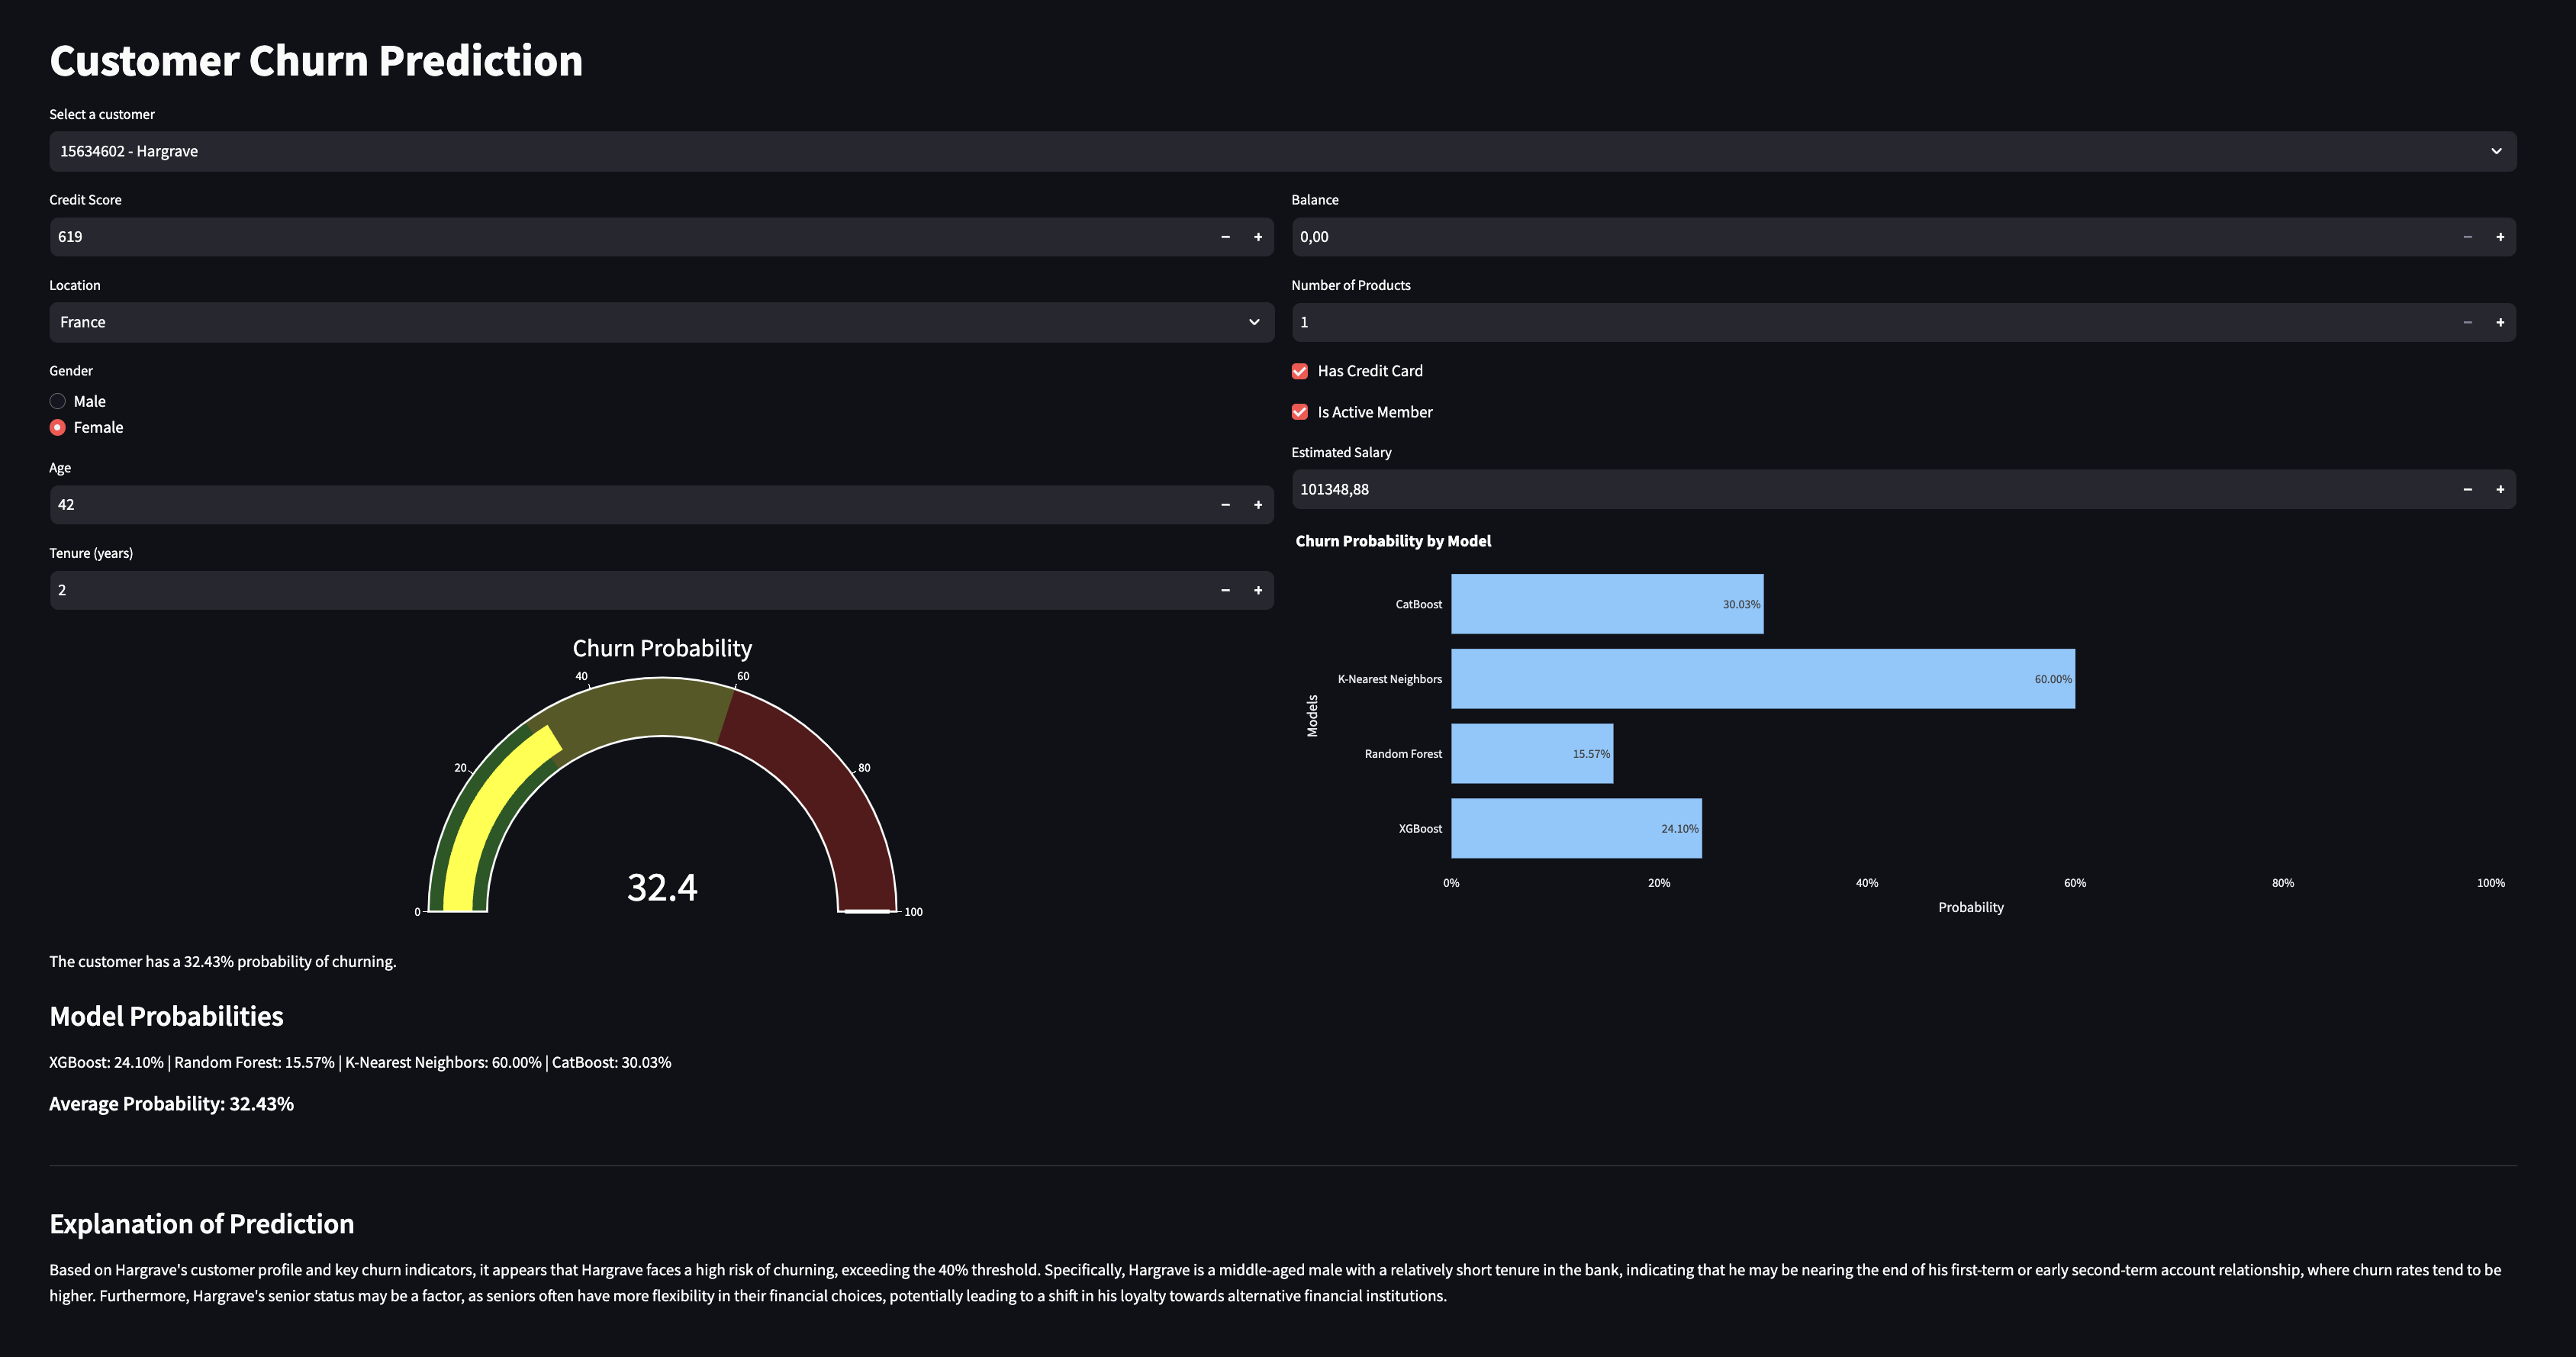 Customer Churn Prediction
Select a customer
15634602 - Hargrave
Credit Score
619
Location
France
Gender
Male
Female
Age
42
Tenure (years)
2
Balance
0,00
Number of Products
1
Has Credit Card
Is Active Member
Estimated Salary
101348,88
Churn Probability
0
20
40
60
80
100
32.4
Churn Probability by Model
Models
CatBoost
30.03%
K-Nearest Neighbors
60.00%
Random Forest
15.57%
XGBoost
24.10%
0%
20%
40%
60%
80%
100%
Probability
The customer has a 32.43% probability of churning.
Model Probabilities
XGBoost: 24.10% | Random Forest: 15.57% | K-Nearest Neighbors: 60.00% | CatBoost: 30.03%
Average Probability: 32.43%
Explanation of Prediction
Based on Hargrave's customer profile and key churn indicators, it appears that Hargrave faces a high risk of churning, exceeding the 40% threshold. Specifically, Hargrave is a middle-aged male with a relatively short tenure in the bank, indicating that he may be nearing the end of his first-term or early second-term account relationship, where churn rates tend to be
higher. Furthermore, Hargrave's senior status may be a factor, as seniors often have more flexibility in their financial choices, potentially leading to a shift in his loyalty towards alternative financial institutions.